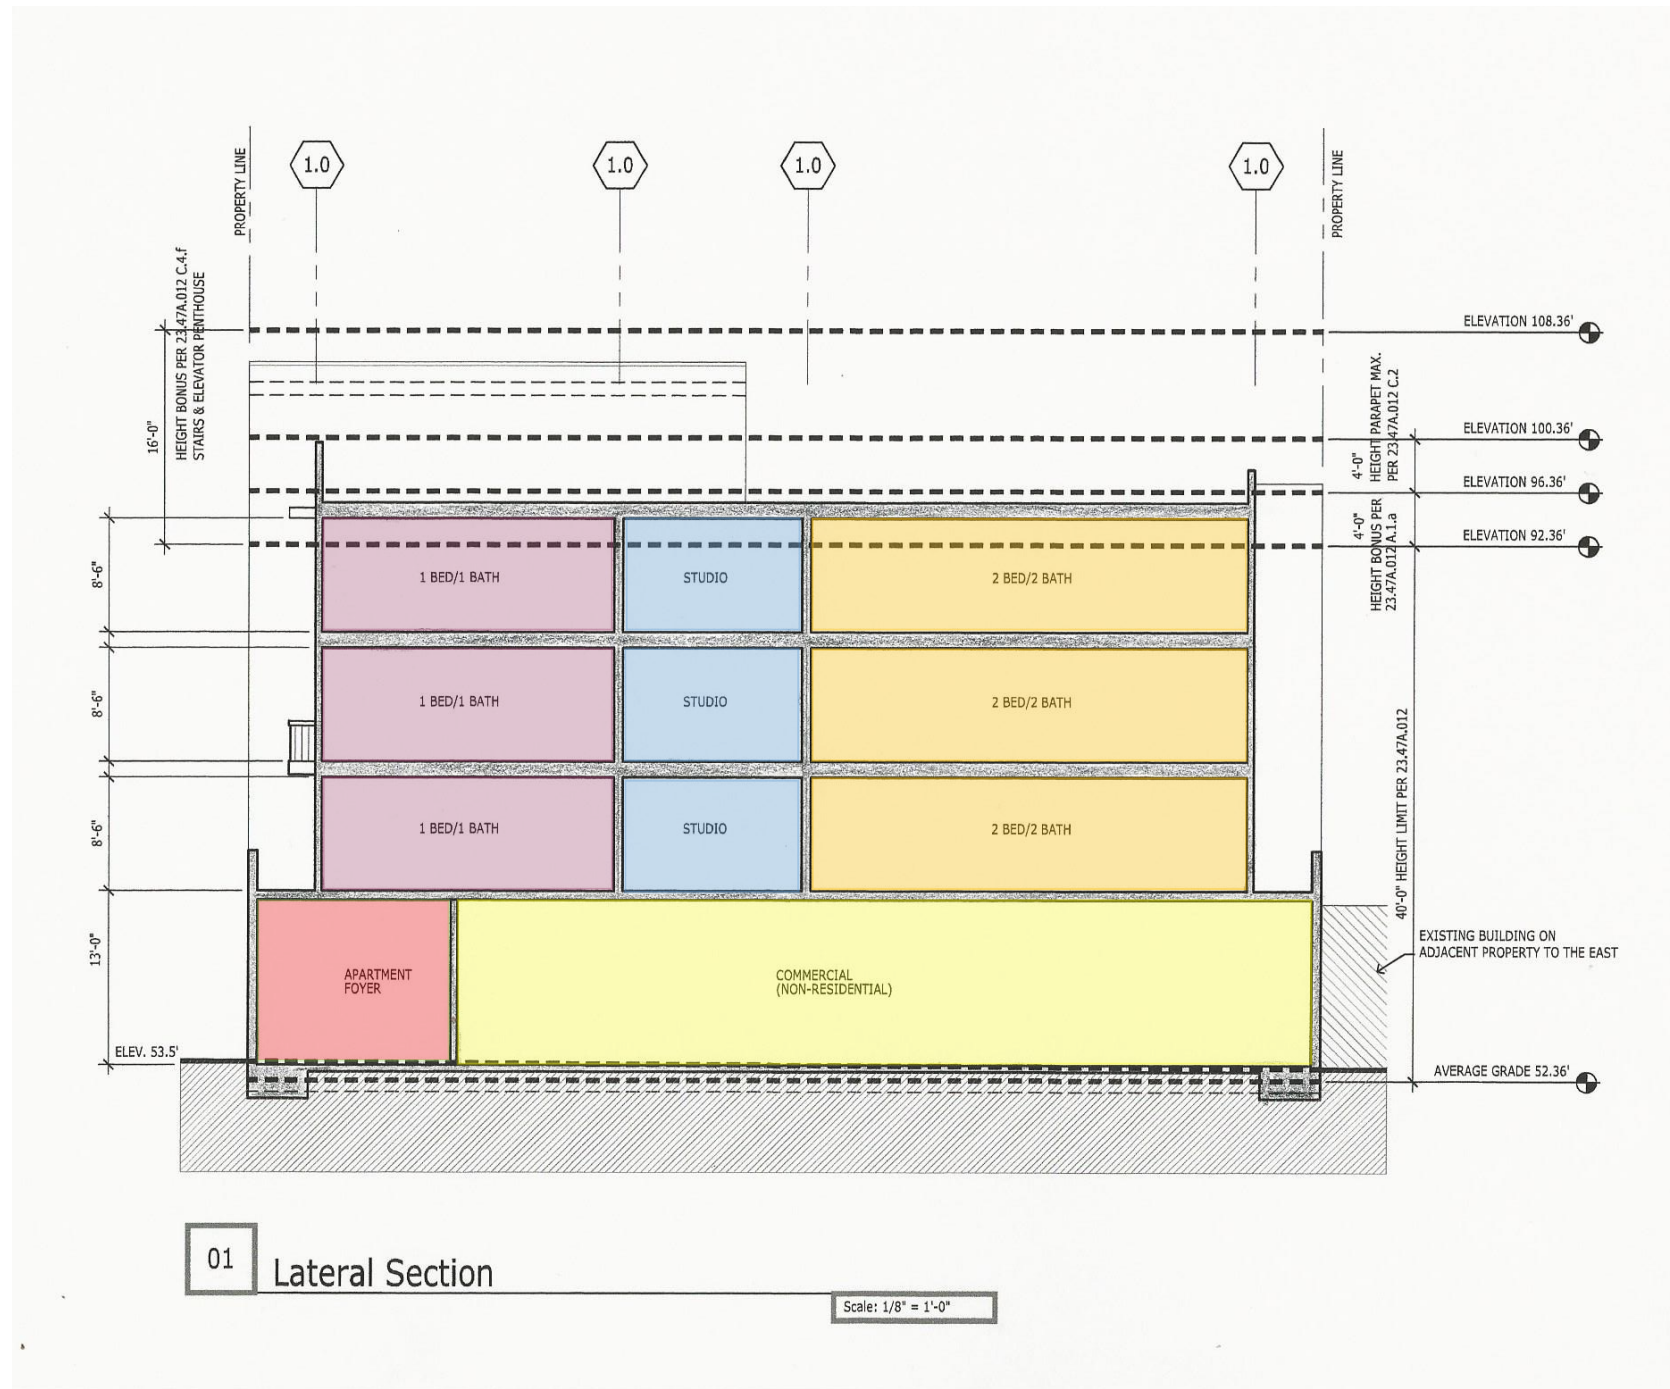 1.0
1.0
1.0
1.0
PROPERTY LINE
PROPERTY LINE
HEIGHT BONUS PER 23.47A.012 C.4.f
STAIRS & ELEVATOR PENTHOUSE
16'-0"
ELEVATION 108.36'
HEIGHT PARAPET MAX.
PER 23.47A.012 C.2
4'-0"
ELEVATION 100.36'
ELEVATION 96.36'
4'-0"
HEIGHT BONUS PER
23.47A.012 A.1.a
ELEVATION 92.36'
8'-6"
1 BED/1 BATH
STUDIO
2 BED/2 BATH
8'-6"
1 BED/1 BATH
STUDIO
2 BED/2 BATH
8'-6"
1 BED/1 BATH
STUDIO
2 BED/2 BATH
40'-0" HEIGHT LIMIT PER 23.47A.012
13'-0"
APARTMENT
FOYER
COMMERCIAL
(NON-RESIDENTIAL)
EXISTING BUILDING ON
ADJACENT PROPERTY TO THE EAST
ELEV. 53.5'
AVERAGE GRADE 52.36'
01
Lateral Section
Scale: 1/8" = 1'-0"